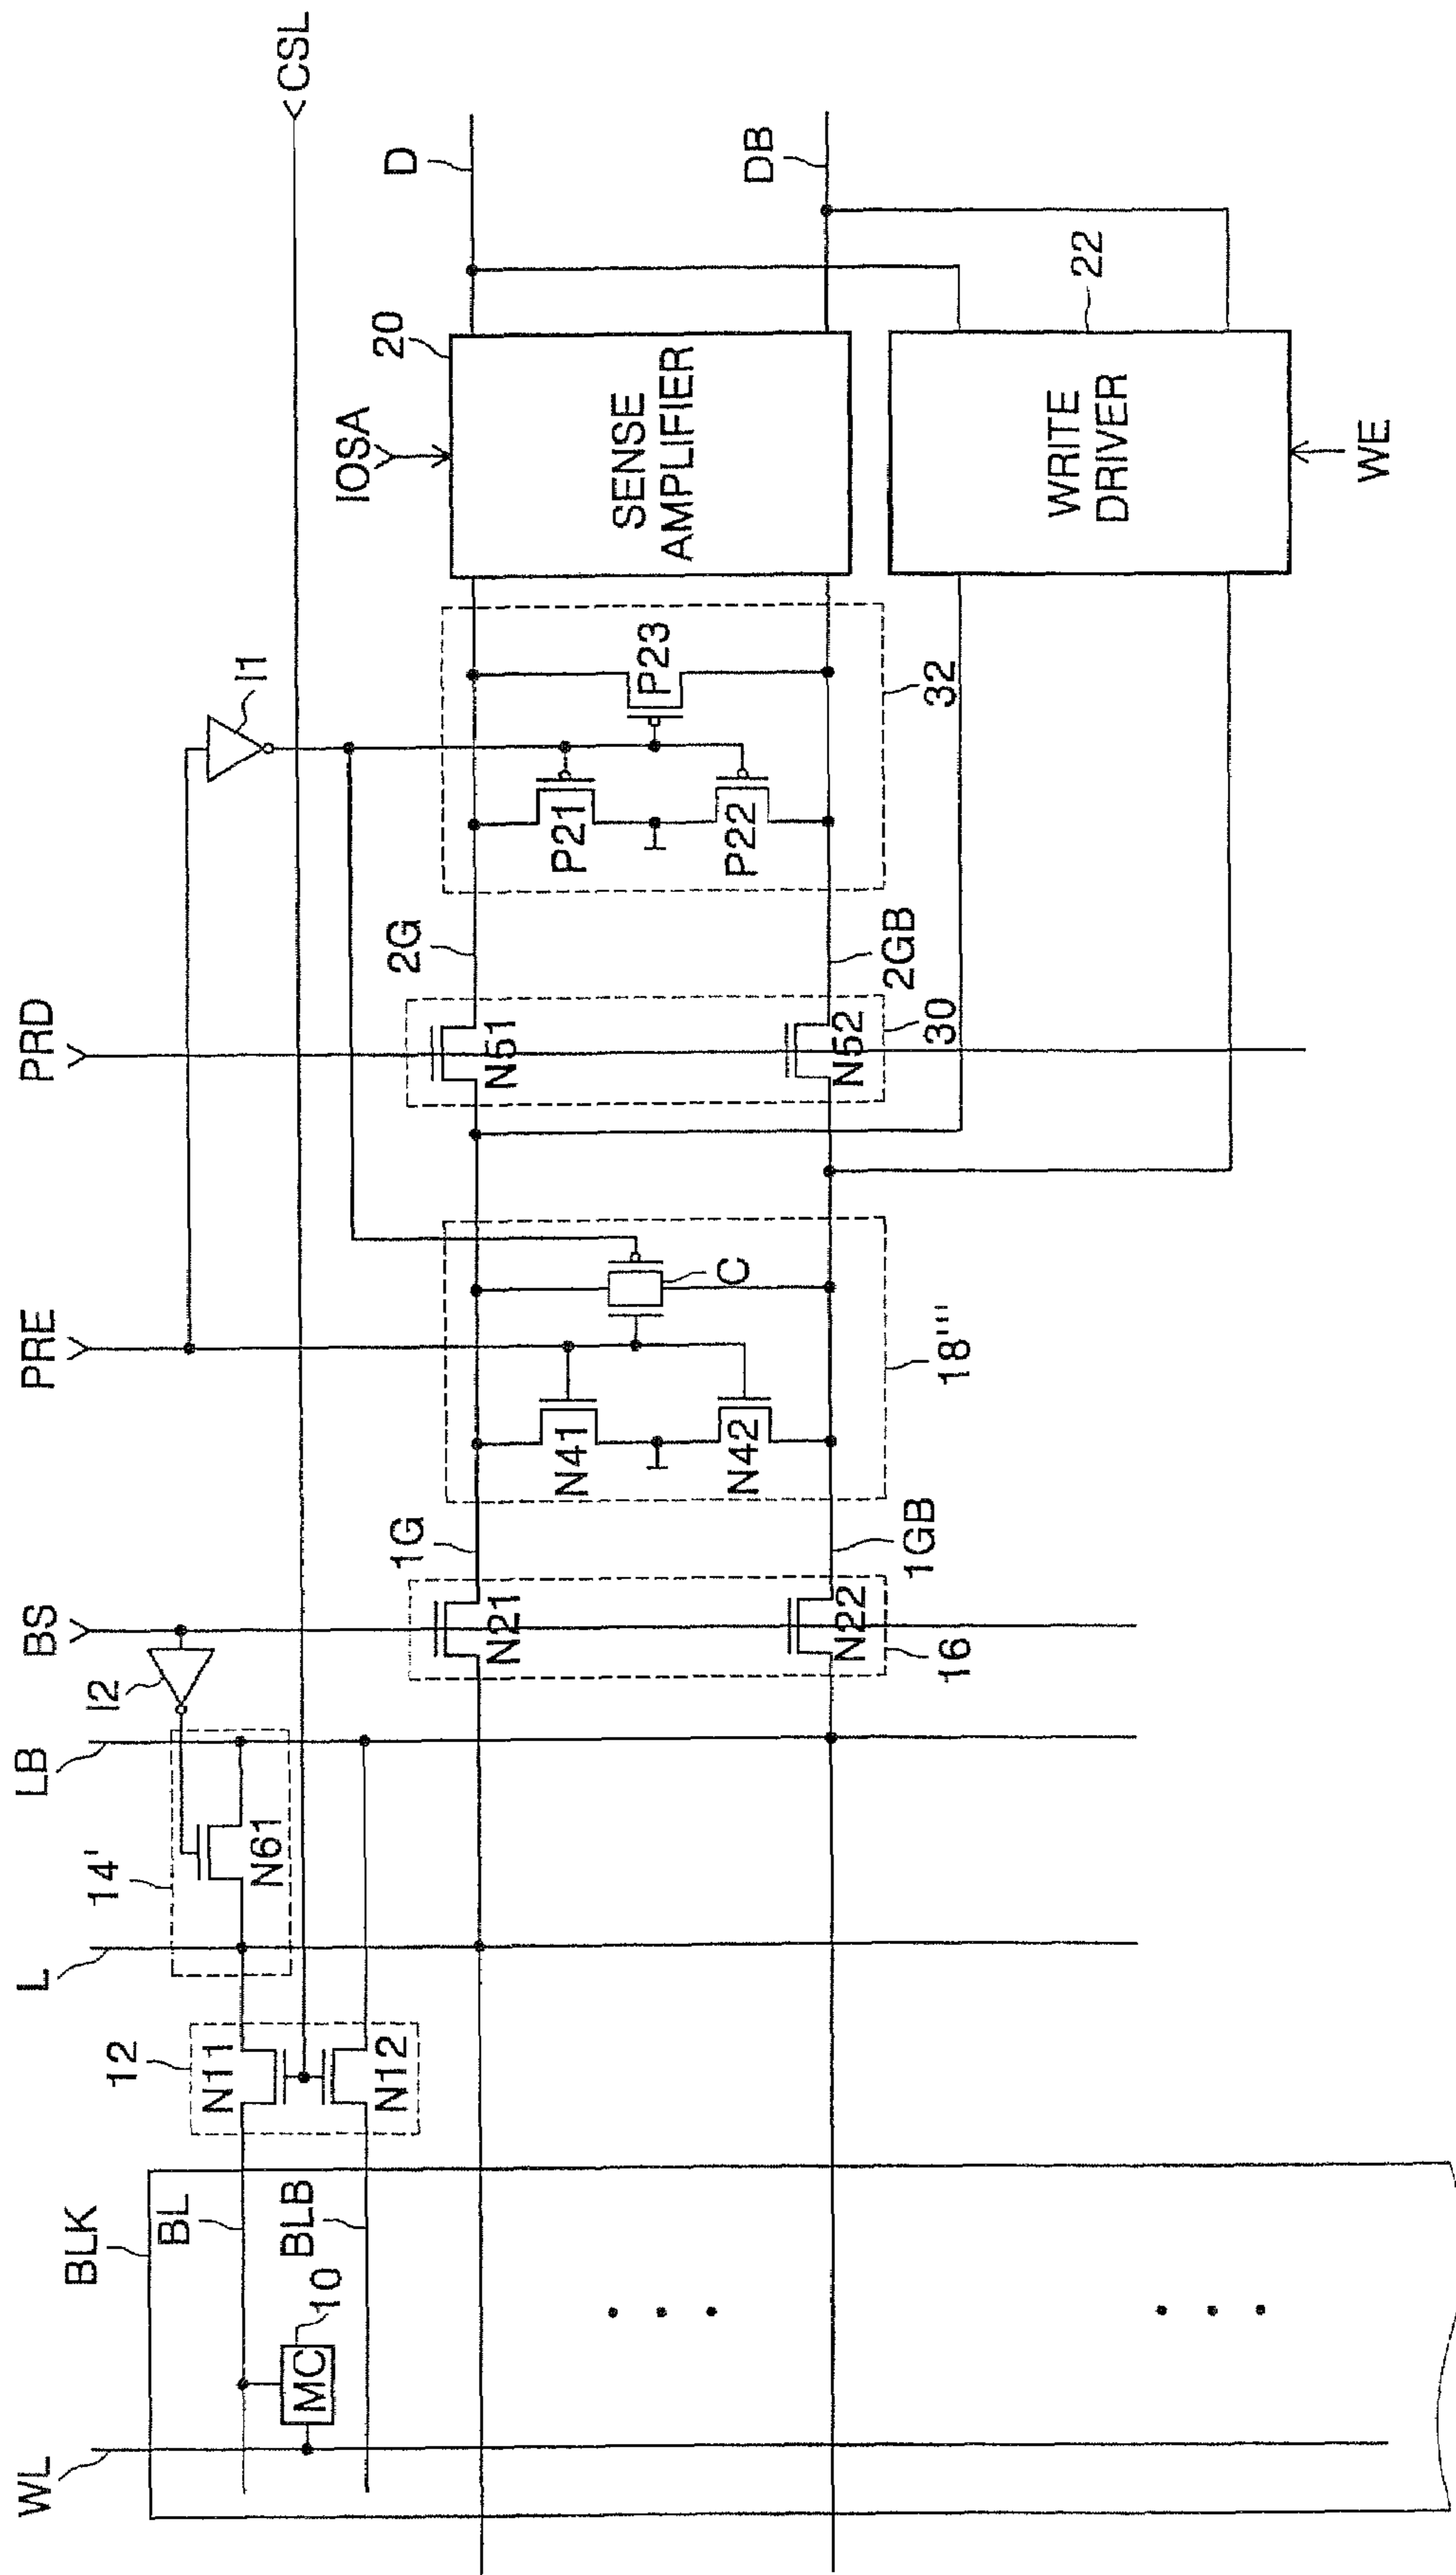 WL
BLK
BL
BLB
MC
10
12
N11
N12
L
14'
N61
LB
I2
BS
N21
N22
16
1G
1GB
PRE
N41
N42
C
18'''
PRD
N51
N52
30
2G
2GB
I1
P21
P22
P23
32
IOSA
20
SENSE
AMPLIFIER
WRITE
DRIVER
22
WE
D
DB
CSL